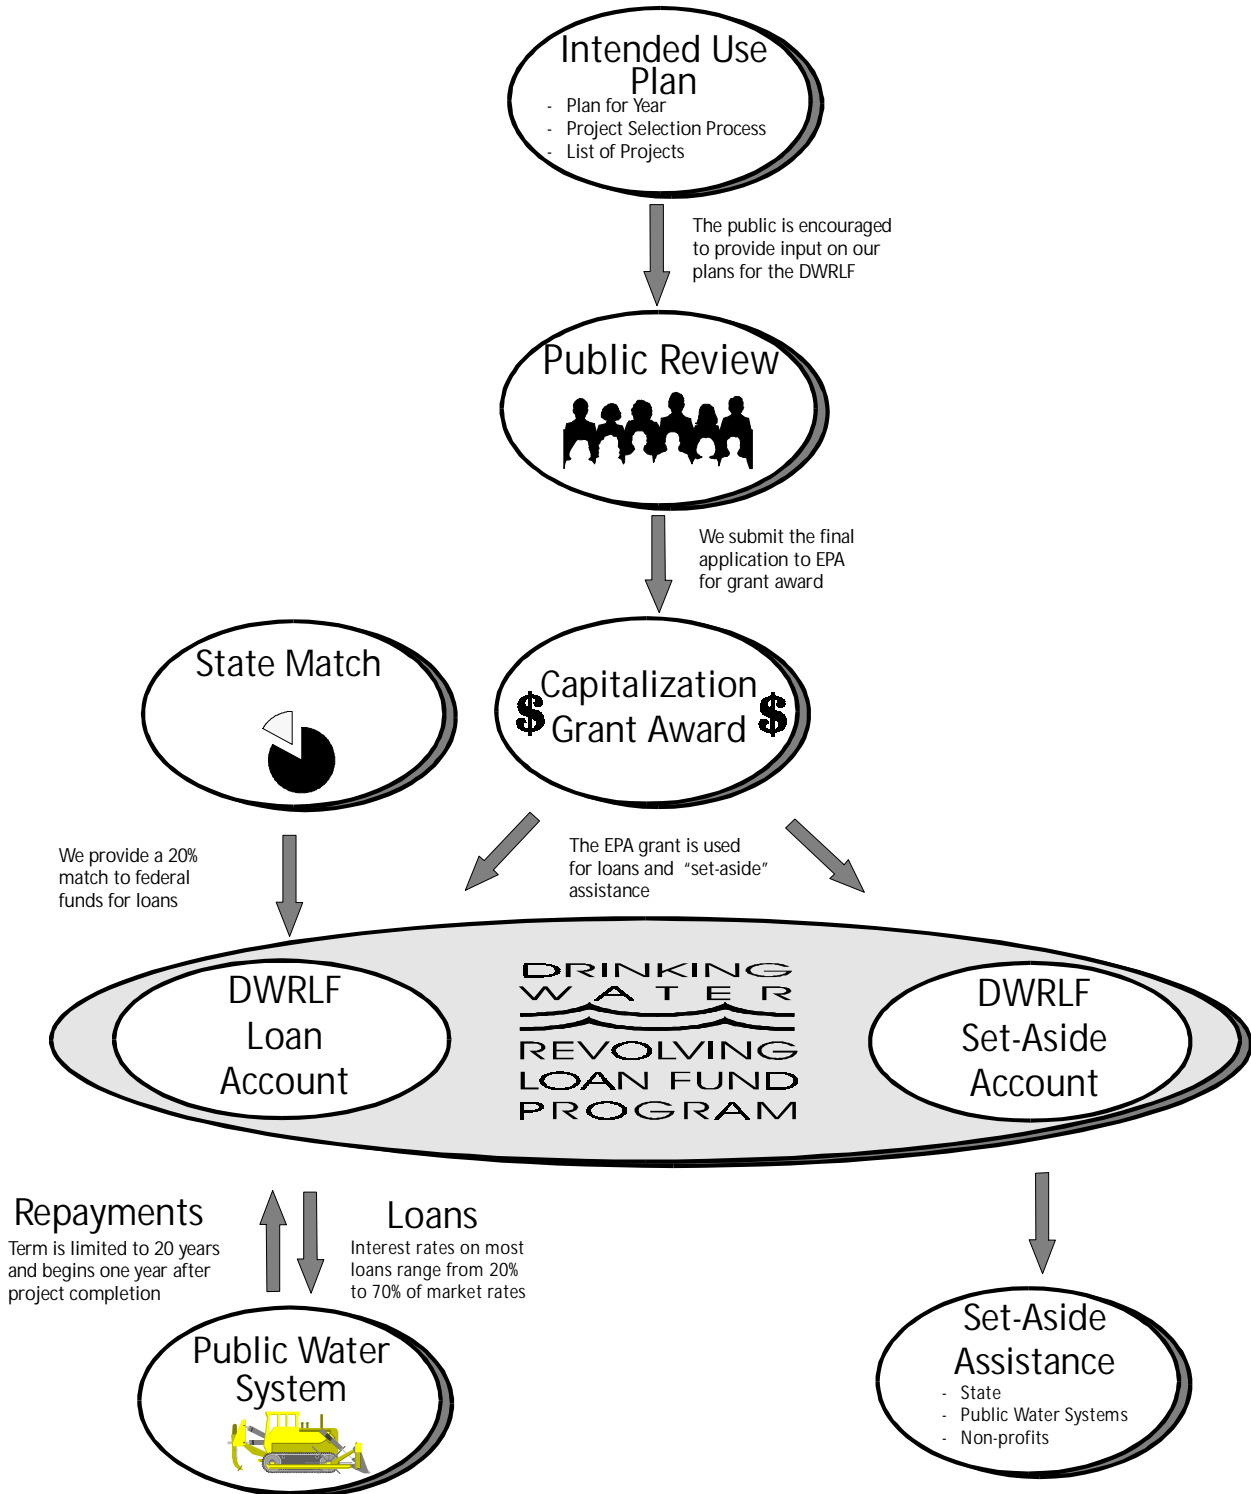 Intended Use
Plan
- Plan for Year
- Project Selection Process
- List of Projects
The public is encouraged
to provide input on our
plans for the DWRLF
Public Review
We submit the final
application to EPA
for grant award
State Match
$ Capitalization $
Grant Award
We provide a 20%
match to federal
funds for loans
The EPA grant is used
for loans and “set-aside”
assistance
DWRLF
Loan
Account
DRINKING
WATER
REVOLVING
LOAN FUND
PROGRAM
DWRLF
Set-Aside
Account
Repayments
Term is limited to 20 years
and begins one year after
project completion
Loans
Interest rates on most
loans range from 20%
to 70% of market rates
Public Water
System
Set-Aside
Assistance
- State
- Public Water Systems
- Non-profits